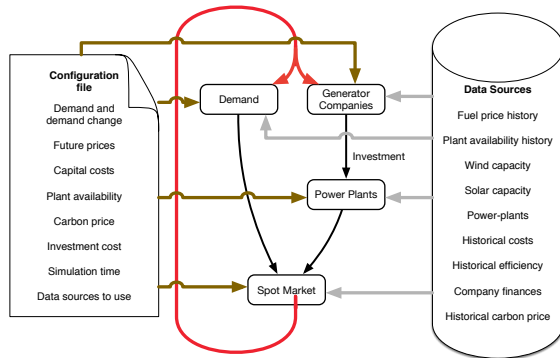 Configuration
file
Demand and
demand change
Future prices
Capital costs
Plant availability
Carbon price
Investment cost
Simulation time
Data sources to use
Demand
Generator
Companies
Investment
Power Plants
Spot Market
Data Sources
Fuel price history
Plant availability history
Wind capacity
Solar capacity
Power-plants
Historical costs
Historical efficiency
Company finances
Historical carbon price